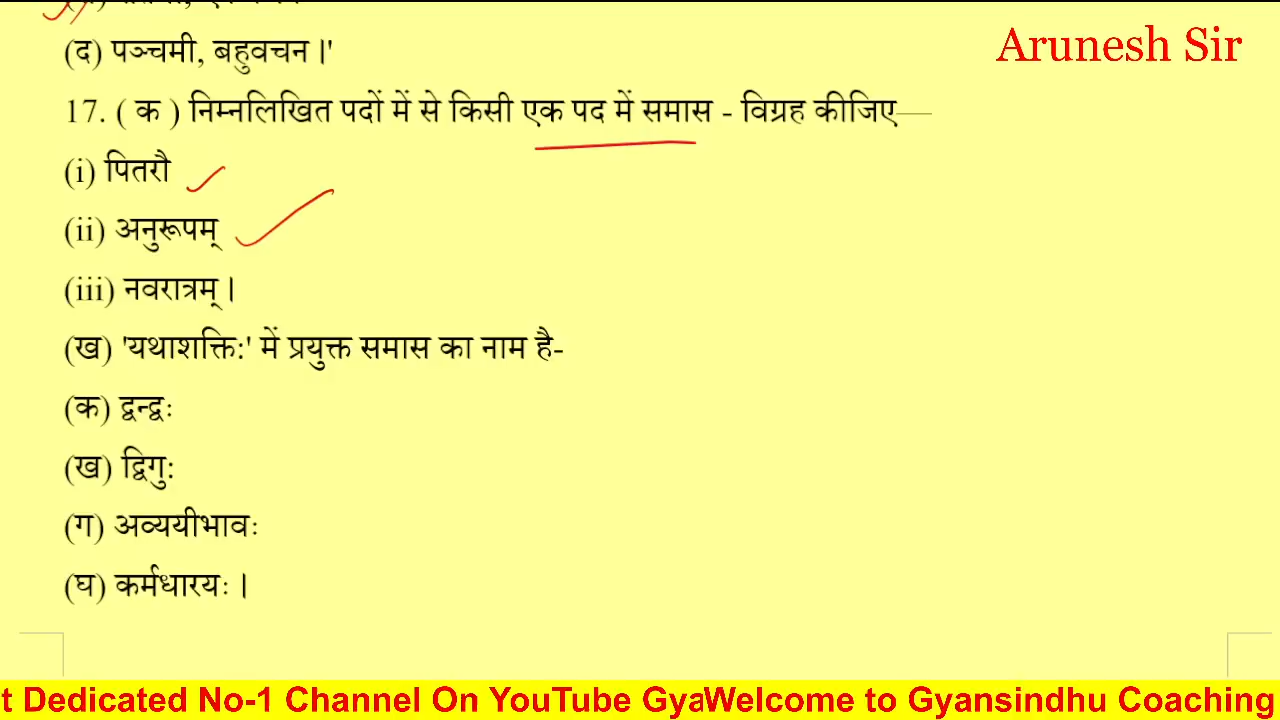 Arunesh Sir
(द) पञ्चमी, बहुवचन।'
17. ( क ) निम्नलिखित पदों में से किसी एक पद में समास - विग्रह कीजिए—
(i) पितरौ
(ii) अनुरूपम्
(iii) नवरात्रम्।
(ख) 'यथाशक्तिः' में प्रयुक्त समास का नाम है-
(क) द्वन्द्वः
(ख) द्विगुः
(ग) अव्ययीभावः
(घ) कर्मधारयः।
t Dedicated No-1 Channel On YouTube GyaWelcome to Gyansindhu Coaching